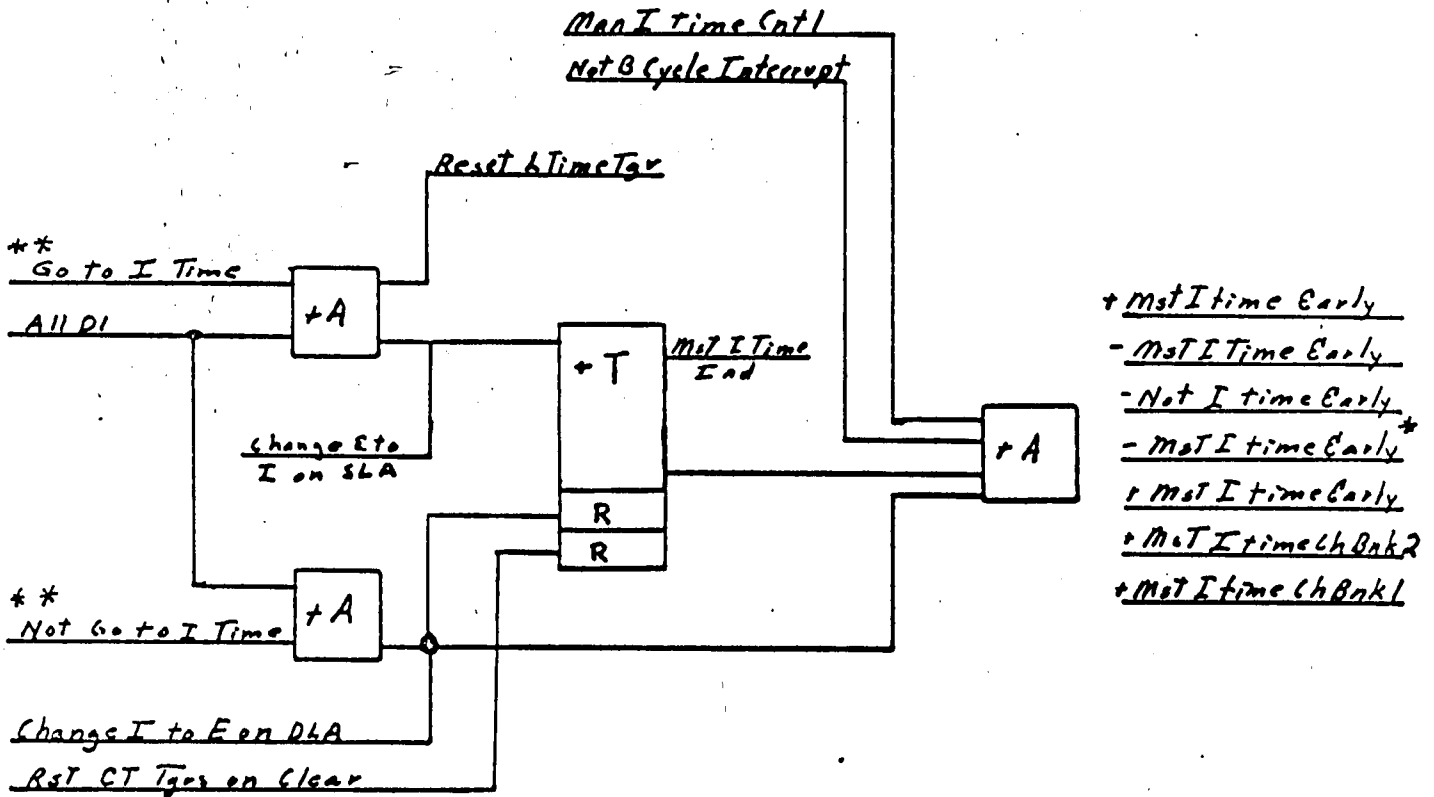 Man I time Cntl
Not B Cycle Interrupt
Reset L Time Tgr
**
Go to I Time
All D1
+A
+ T
Mst I Time
Ind
Change E to
I on SLA
R
R
+ A
+ Mst I time Early
- Mst I Time Early
- Not I time Early
- Mst I time Early*
+ Mst I time Early
+ Mst I time Ch Bnk 2
+ Mst I time Ch Bnk 1
**
Not Go to I Time
+ A
Change I to E on DLA
Rst CT Tgrs on Clear